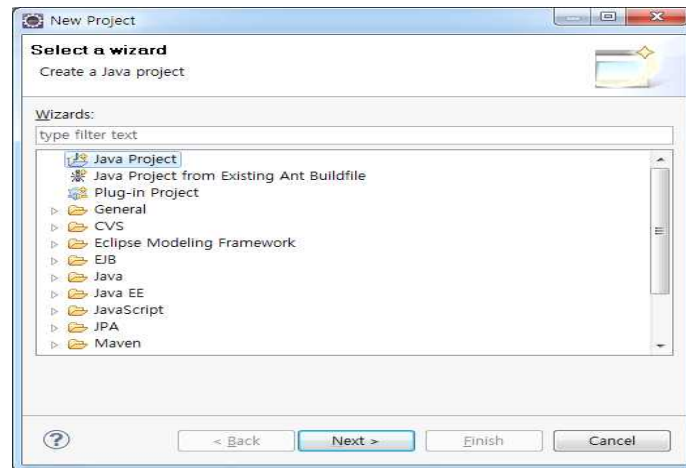 New Project
Select a wizard
Create a Java project
Wizards:
type filter text
Java Project
Java Project from Existing Ant Buildfile
Plug-in Project
General
CVS
Eclipse Modeling Framework
EJB
Java
Java EE
JavaScript
JPA
Maven
? < Back Next > Finish Cancel